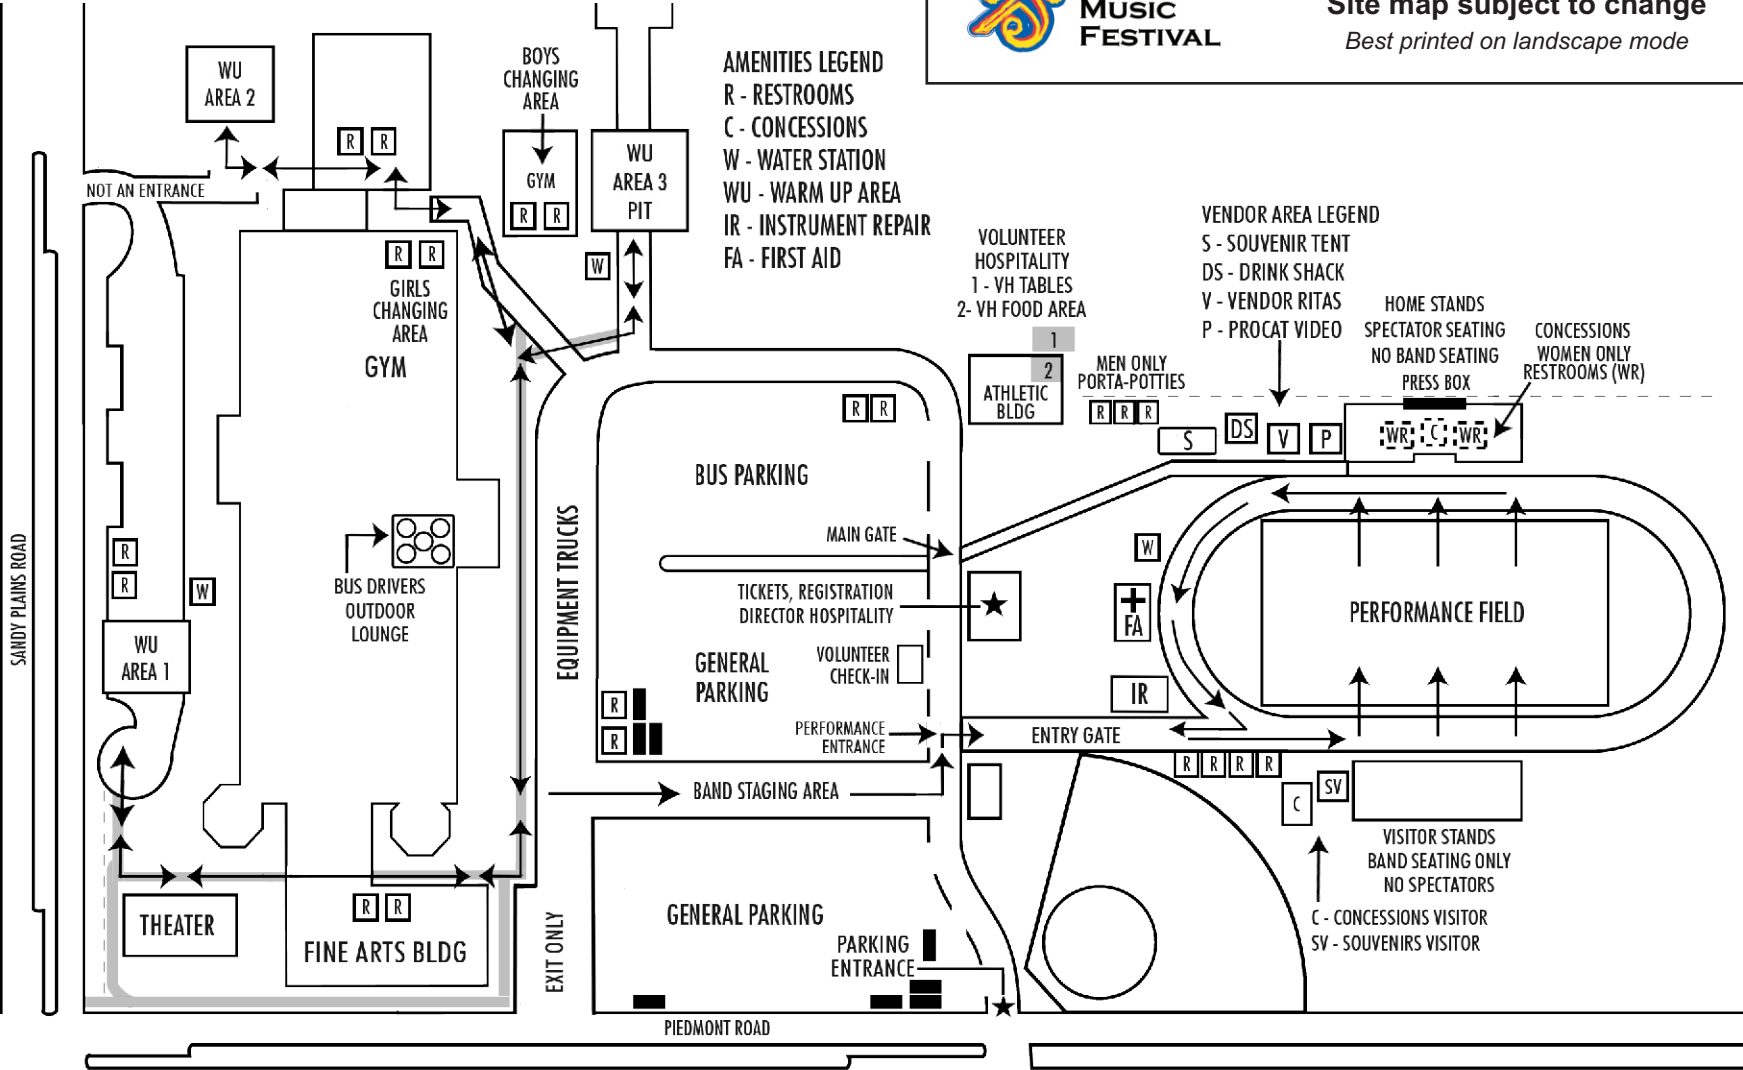 MUSIC
FESTIVAL
Site map subject to change
Best printed on landscape mode
WU
AREA 2
R R
NOT AN ENTRANCE
BOYS
CHANGING
AREA
GYM
R R
WU
AREA 3
PIT
W
AMENITIES LEGEND
R - RESTROOMS
C - CONCESSIONS
W - WATER STATION
WU - WARM UP AREA
IR - INSTRUMENT REPAIR
FA - FIRST AID
R R
GIRLS
CHANGING
AREA
GYM
VOLUNTEER
HOSPITALITY
1 - VH TABLES
2- VH FOOD AREA
1
2
ATHLETIC
BLDG
MEN ONLY
PORTA-POTTIES
R R R
VENDOR AREA LEGEND
S - SOUVENIR TENT
DS - DRINK SHACK
V - VENDOR RITAS
P - PROCAT VIDEO
HOME STANDS
SPECTATOR SEATING
NO BAND SEATING
PRESS BOX
CONCESSIONS
WOMEN ONLY
RESTROOMS (WR)
S DS V P
WR C WR
R R
BUS PARKING
MAIN GATE
EQUIPMENT TRUCKS
SANDY PLAINS ROAD
BUS DRIVERS
OUTDOOR
LOUNGE
R
R
W
WU
AREA 1
TICKETS, REGISTRATION
DIRECTOR HOSPITALITY
VOLUNTEER
CHECK-IN
GENERAL
PARKING
R
R
PERFORMANCE
ENTRANCE
W
FA
IR
PERFORMANCE FIELD
ENTRY GATE
R R R R
C
SV
BAND STAGING AREA
VISITOR STANDS
BAND SEATING ONLY
NO SPECTATORS
C - CONCESSIONS VISITOR
SV - SOUVENIRS VISITOR
THEATER
R R
FINE ARTS BLDG
EXIT ONLY
GENERAL PARKING
PARKING
ENTRANCE
PIEDMONT ROAD